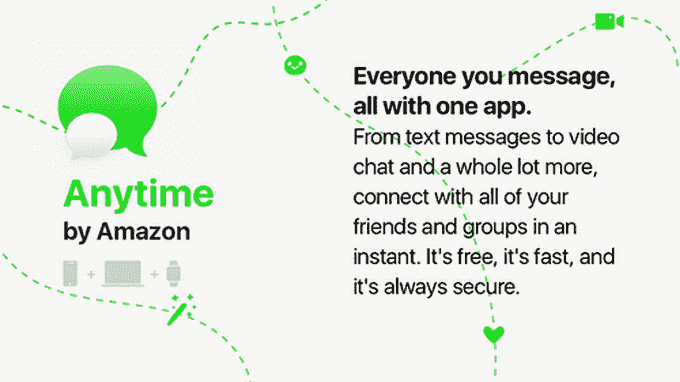 Anytime
by Amazon
Everyone you message,
all with one app.
From text messages to video
chat and a whole lot more,
connect with all of your
friends and groups in an
instant. It's free, it's fast, and
it's always secure.